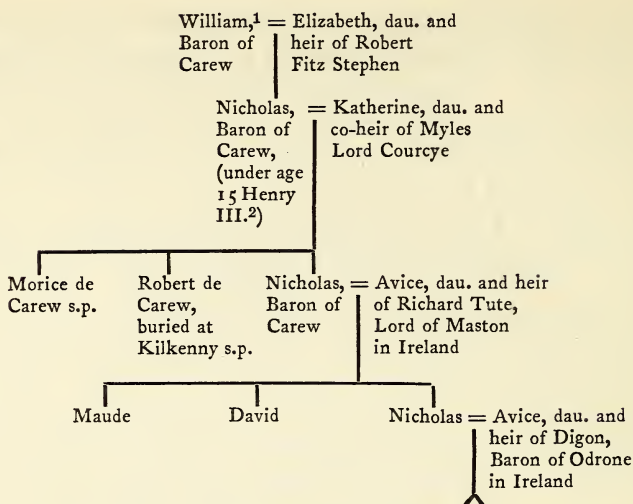 William,¹ = Elizabeth, dau. and
Baron of heir of Robert
Carew Fitz Stephen
Nicholas, = Katherine, dau. and
Baron of co-heir of Myles
Carew, Lord Courcye
(under age
15 Henry
III.²)
Morice de Robert de Nicholas, = Avice, dau. and heir
Carew s.p. Carew, Baron of of Richard Tute,
buried at Carew Lord of Maston
Kilkenny s.p. in Ireland
Maude David Nicholas = Avice, dau. and
heir of Digon,
Baron of Odrone
in Ireland